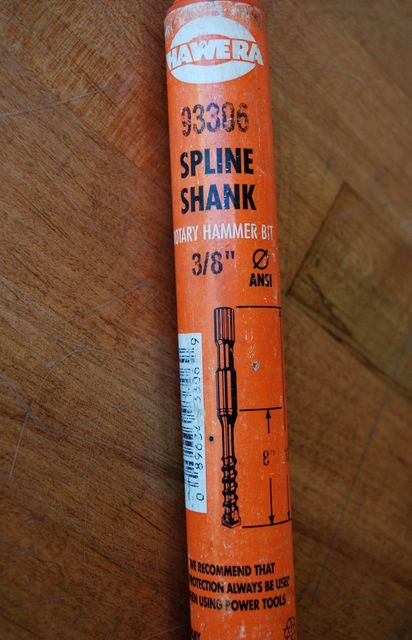 HAWERA
93306
SPLINE
SHANK
ROTARY HAMMER BIT
3/8" Ø
ANSI
8"
WE RECOMMEND THAT
PROTECTION ALWAYS BE USED
WHEN USING POWER TOOLS